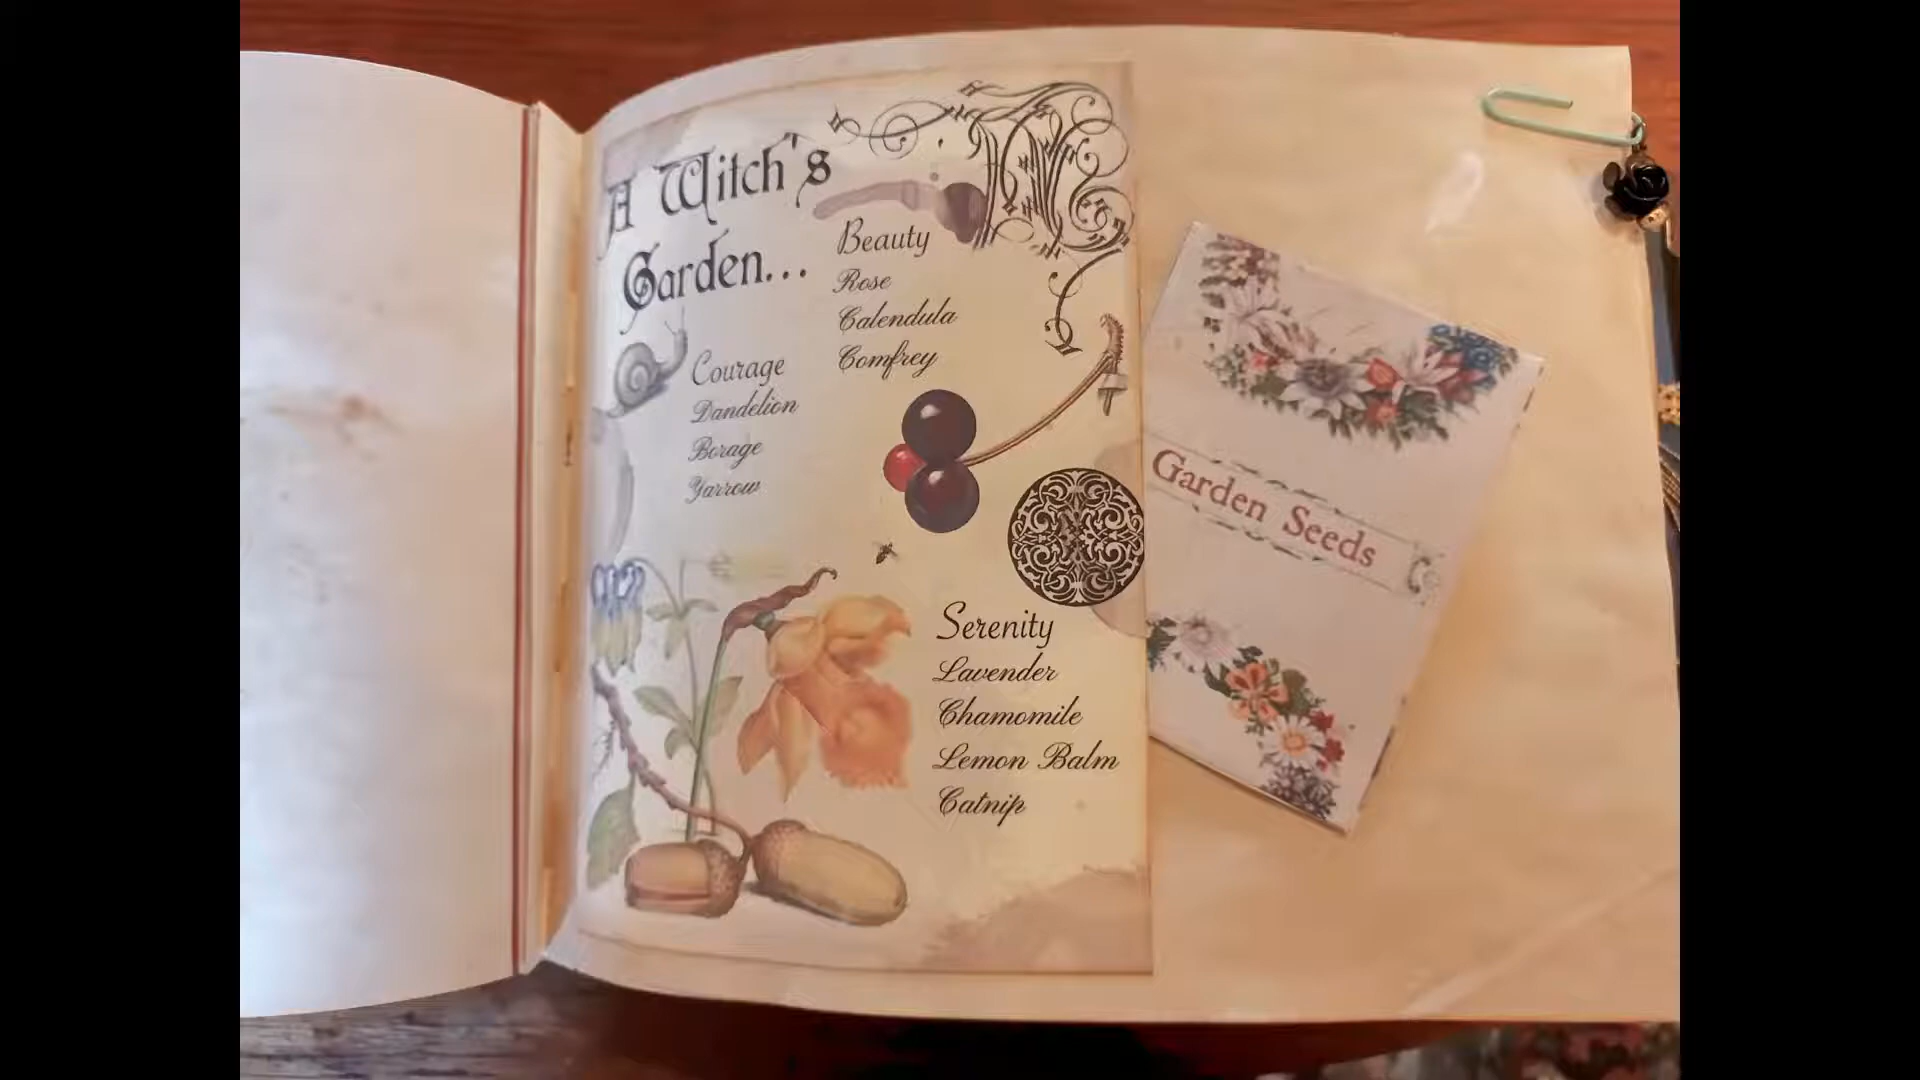 A Witch's
Garden...
Beauty
Rose
Calendula
Comfrey
Courage
Dandelion
Borage
Yarrow
Serenity
Lavender
Chamomile
Lemon Balm
Catnip
Garden Seeds